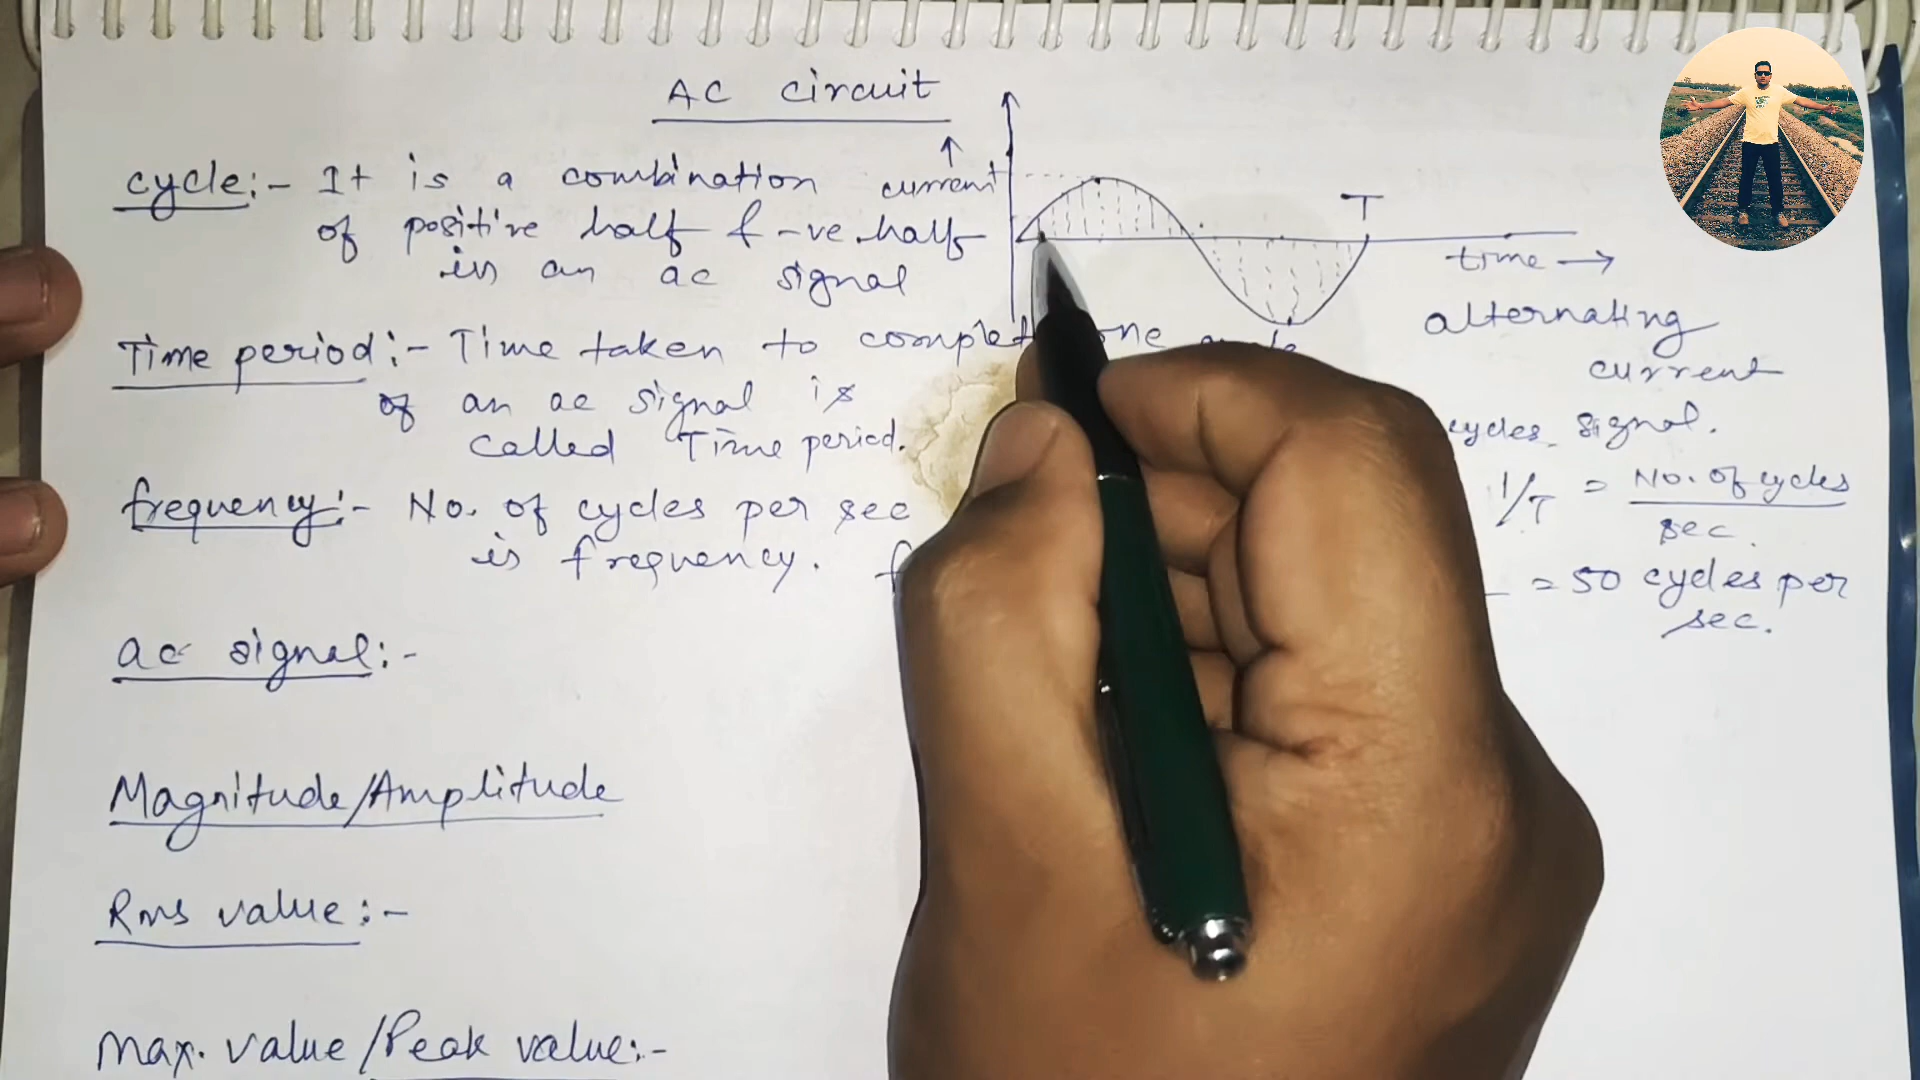 AC circuit
cycle:- It is a combination
of positive half & -ve half
in an ac signal
current
T
time →
alternating
current
Time period:- Time taken to complet one
of an ac signal is
called Time period.
cycles signal.
frequency:- No. of cycles per sec
is frequency. f
1/T = No. of cycles
sec.
= 50 cycles per
sec.
ac signal:-
Magnitude/Amplitude
Rms value:-
Max. value/Peak value:-